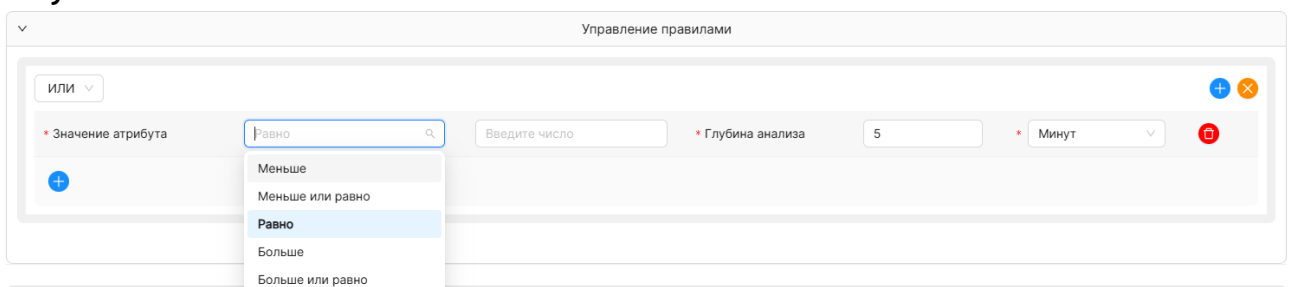 Управление правилами
ИЛИ
* Значение атрибута Равно Введите число * Глубина анализа 5 * Минут
Меньше
Меньше или равно
Равно
Больше
Больше или равно